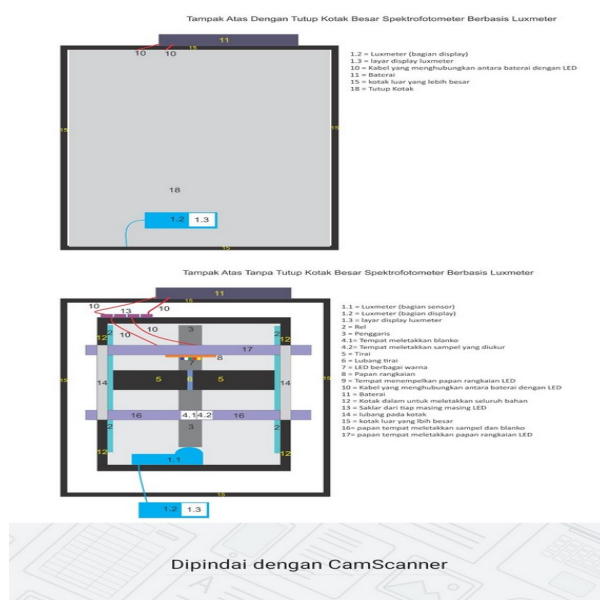 Tampak Atas Dengan Tutup Kotak Besar Spektrofotometer Berbasis Luxmeter
11
15
10 10
15
15
18
1.2 1.3
15
1.2 = Luxmeter (bagian display)
1.3 = layar display luxmeter
10 = Kabel yang menghubungkan antara baterai dengan LED
11 = Baterai
15 = kotak luar yang lebih besar
18 = Tutup Kotak
Tampak Atas Tanpa Tutup Kotak Besar Spektrofotometer Berbasis Luxmeter
11
15
10 13 10
2 10 10 3 2
12 12
17
7 8
15 14 5 6 5 14 15
16 4.1 4.2 16
2 3 2
12 12
1.1
15
1.2 1.3
1.1 = Luxmeter (bagian sensor)
1.2 = Luxmeter (bagian display)
1.3 = layar display luxmeter
2 = Rel
3 = Penggaris
4.1= Tempat meletakkan blanko
4.2= Tempat meletakkan sampel yang diukur
5 = Tirai
6 = Lubang tirai
7 = LED berbagai warna
8 = Papan rangkaian
9 = Tempat menempelkan papan rangkaian LED
10 = Kabel yang menghubungkan antara baterai dengan LED
11 = Baterai
12 = Kotak dalam untuk meletakkan seluruh bahan
13 = Saklar dari tiap masing masing LED
14 = lubang pada kotak
15 = kotak luar yang lbih besar
16= papan tempat meletakkan sampel dan blanko
17= papan tempat meletakkan papan rangkaian LED
Dipindai dengan CamScanner